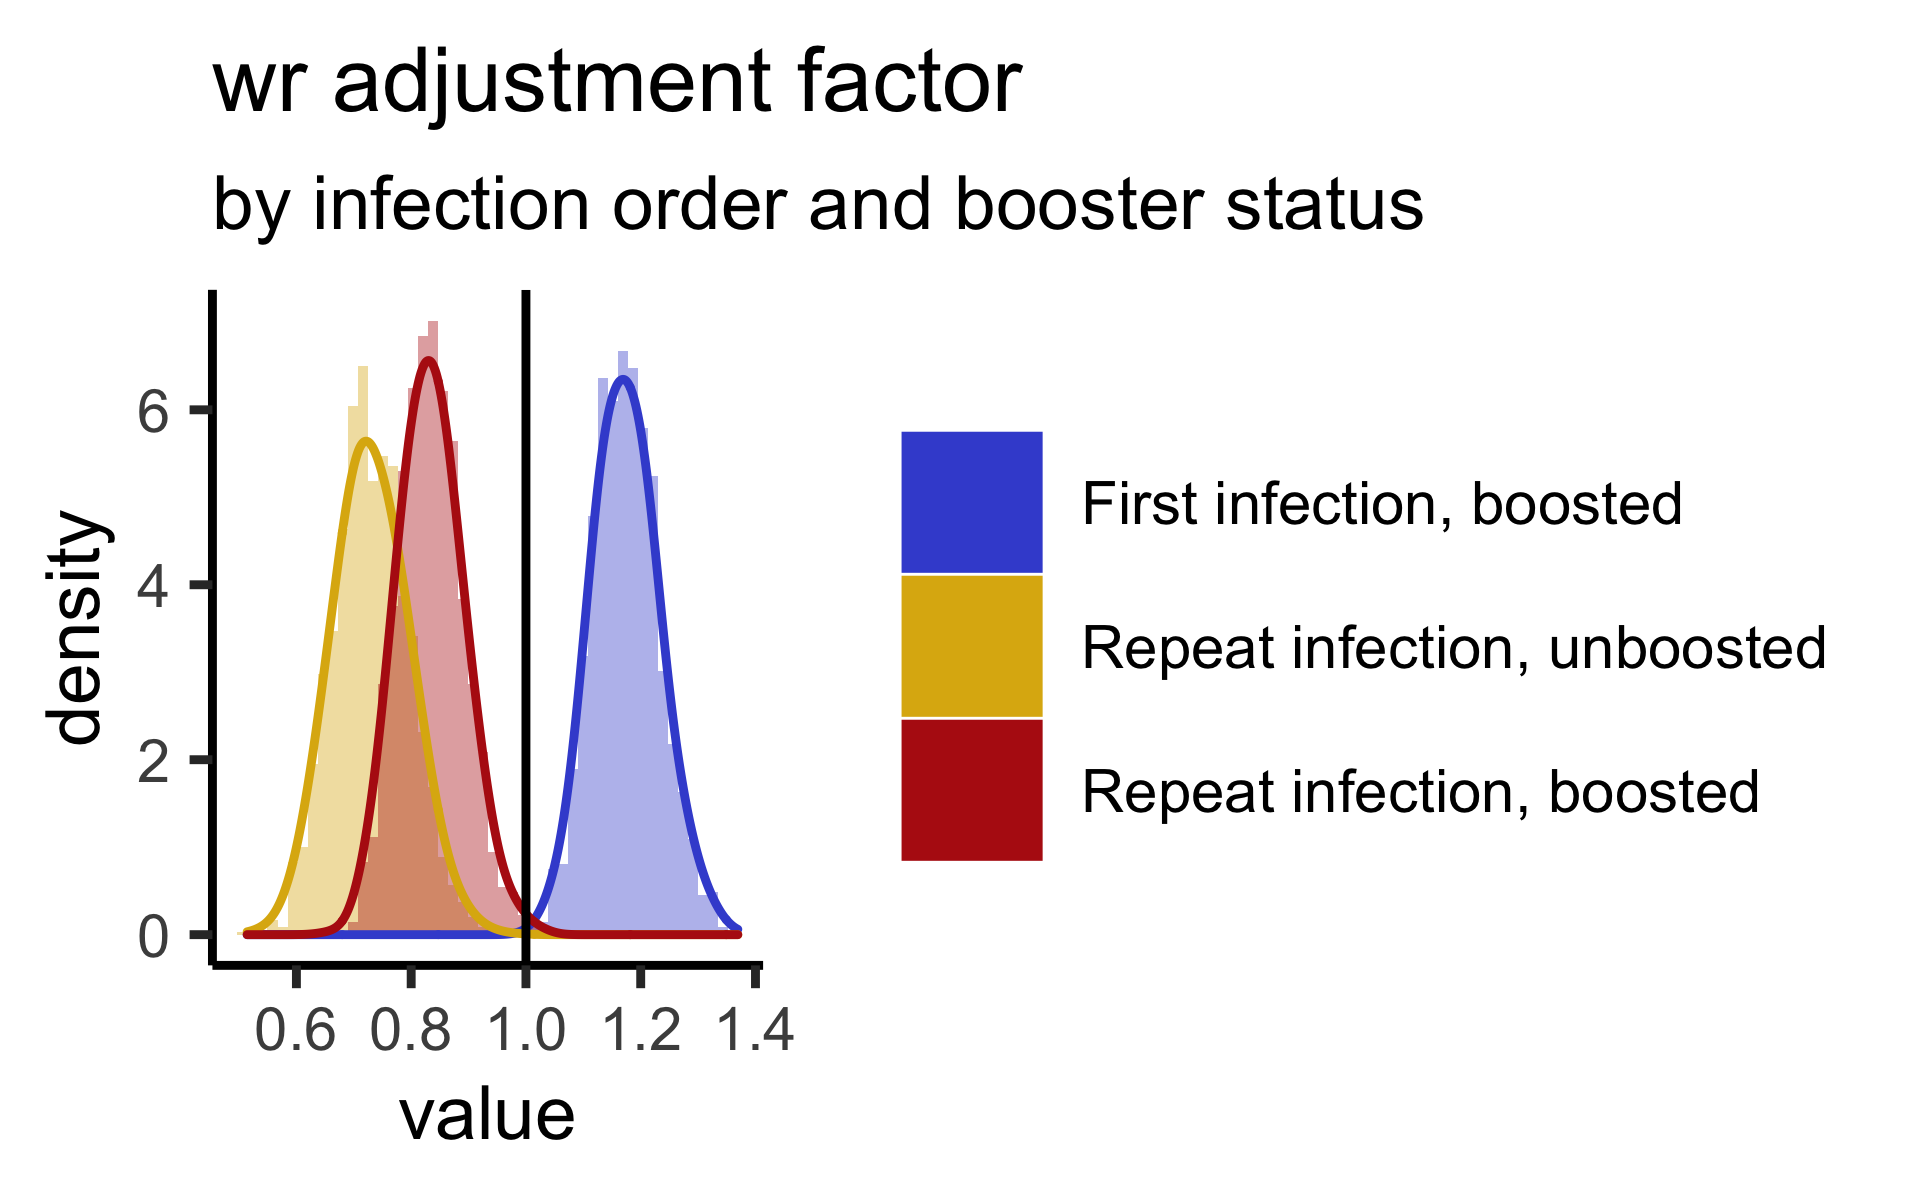 wr adjustment factor
by infection order and booster status
density
6
4
2
0
0.6 0.8 1.0 1.2 1.4
value
First infection, boosted
Repeat infection, unboosted
Repeat infection, boosted